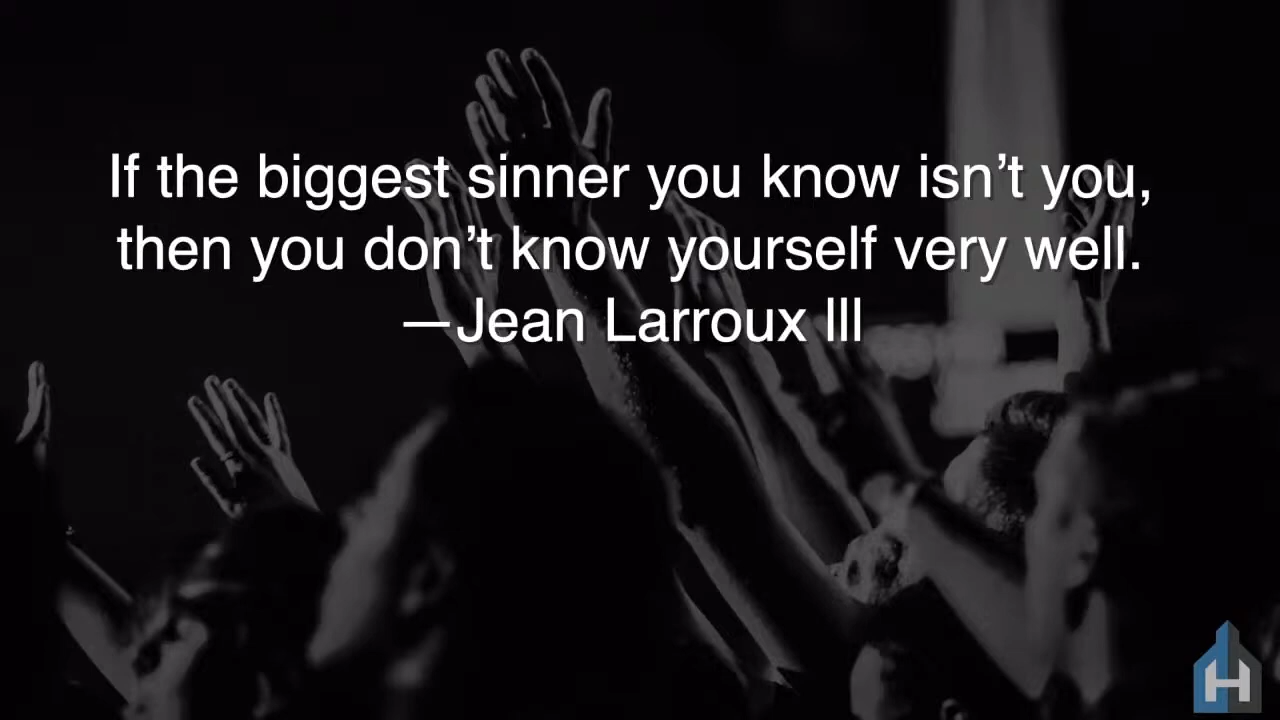 If the biggest sinner you know isn’t you,
then you don’t know yourself very well.
—Jean Larroux III
H